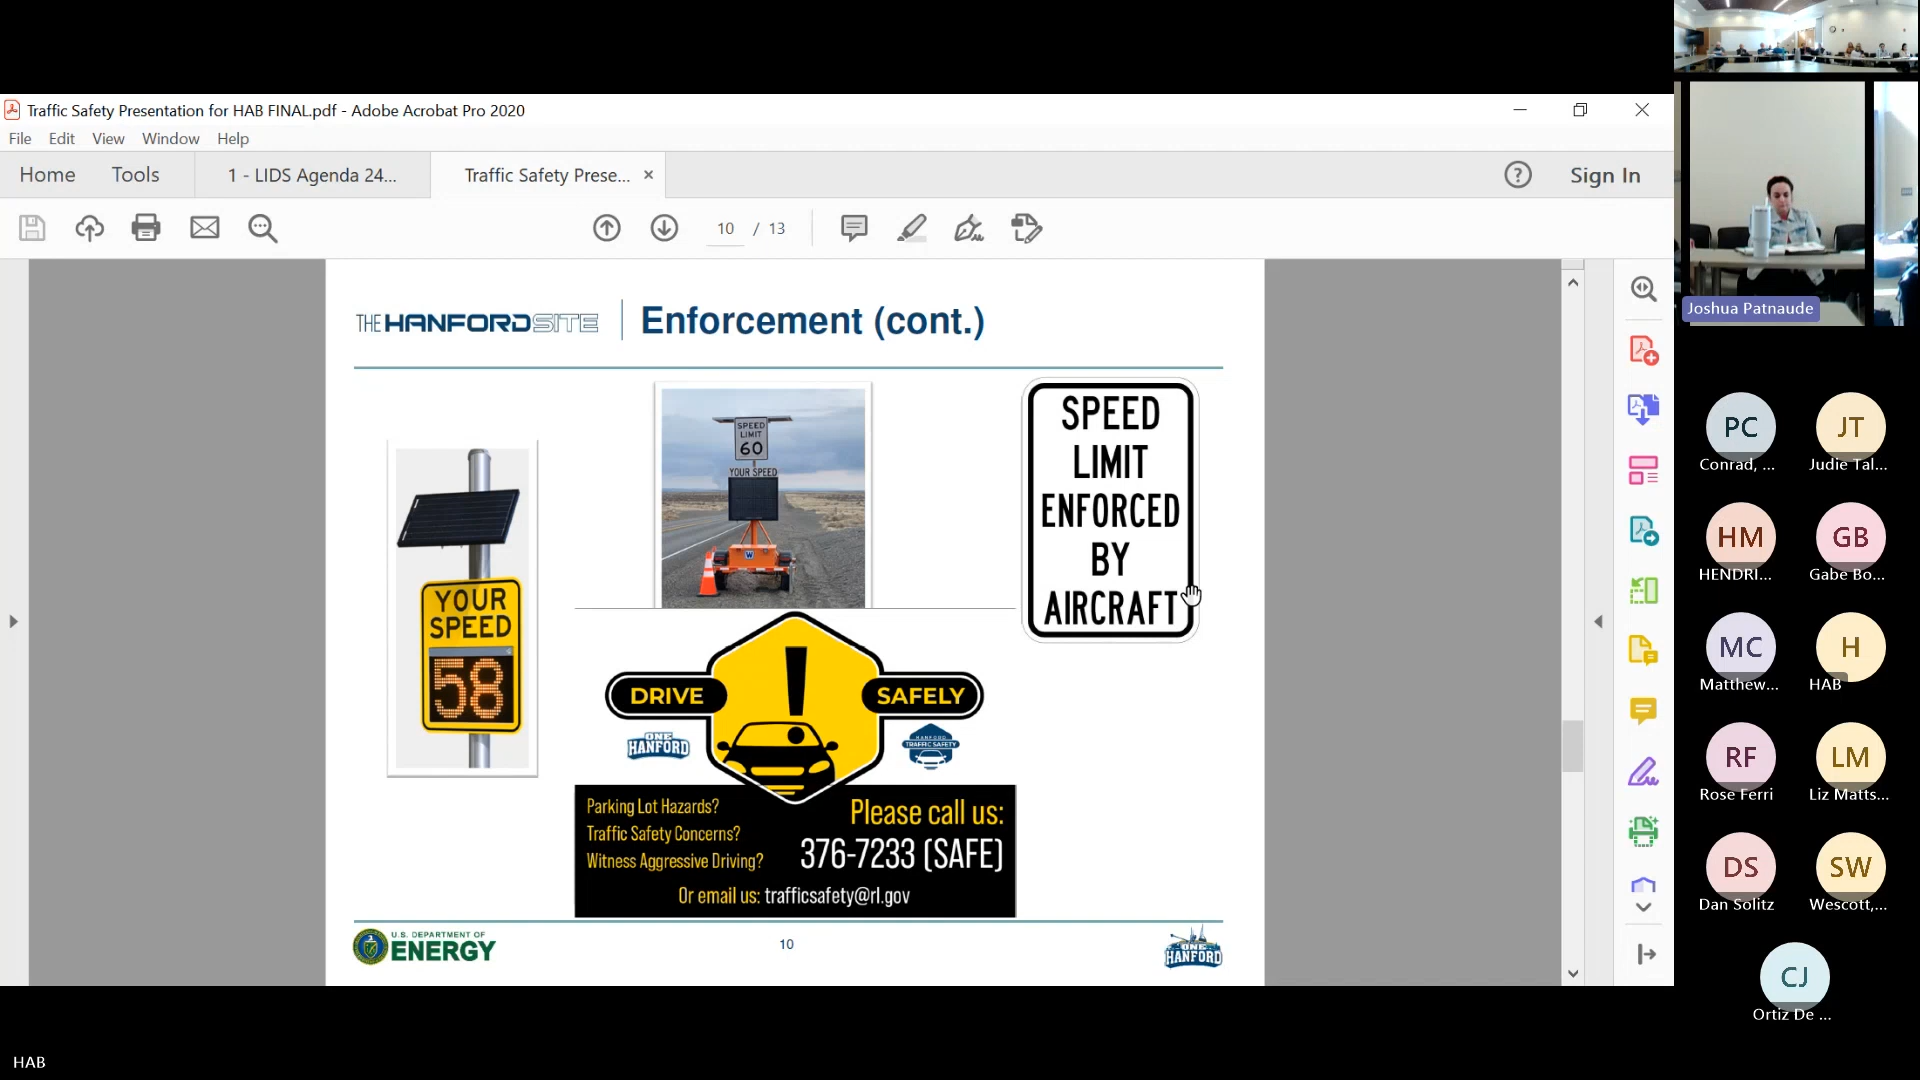 Traffic Safety Presentation for HAB FINAL.pdf - Adobe Acrobat Pro 2020
File Edit View Window Help
Home Tools 1 - LIDS Agenda 24... Traffic Safety Prese... × Sign In
10 / 13
THE HANFORD SITE
Enforcement (cont.)
YOUR
SPEED
58
SPEED
LIMIT
60
YOUR SPEED
W
SPEED
LIMIT
ENFORCED
BY
AIRCRAFT
DRIVE SAFELY
ONE
HANFORD
HANFORD
TRAFFIC SAFETY
Parking Lot Hazards?
Traffic Safety Concerns?
Witness Aggressive Driving?
Please call us:
376-7233 (SAFE)
Or email us: trafficsafety@rl.gov
U.S. DEPARTMENT OF
ENERGY
10
ONE
HANFORD
Joshua Patnaude
PC
Conrad, ...
JT
Judie Tal...
HM
HENDRI...
GB
Gabe Bo...
MC
Matthew...
H
HAB
RF
Rose Ferri
LM
Liz Matts...
DS
Dan Solitz
SW
Wescott,...
CJ
Ortiz De ...
HAB